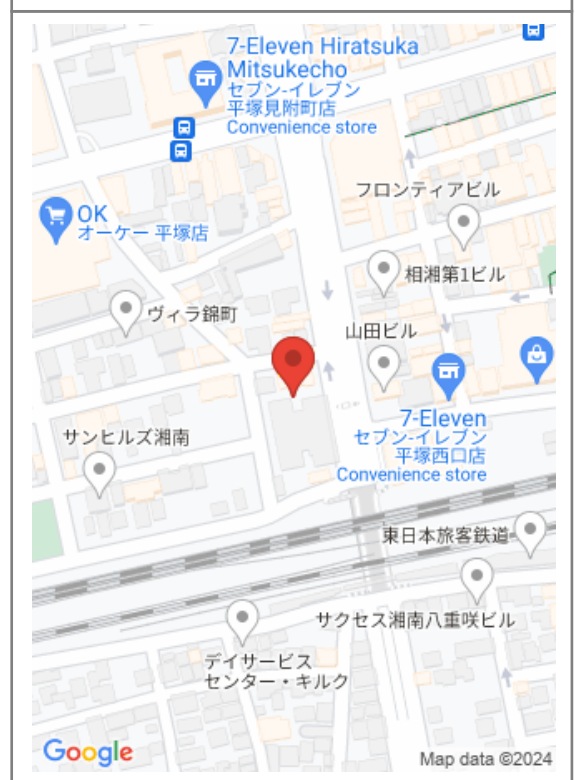 7-Eleven Hiratsuka
Mitsukecho
セブン-イレブン
平塚見附町店
Convenience store
フロンティアビル
OK
オーケー 平塚店
相湘第1ビル
ヴィラ錦町
山田ビル
7-Eleven
セブン-イレブン
平塚西口店
Convenience store
サンヒルズ湘南
東日本旅客鉄道
サクセス湘南八重咲ビル
デイサービス
センター・キルク
Google
Map data ©2024